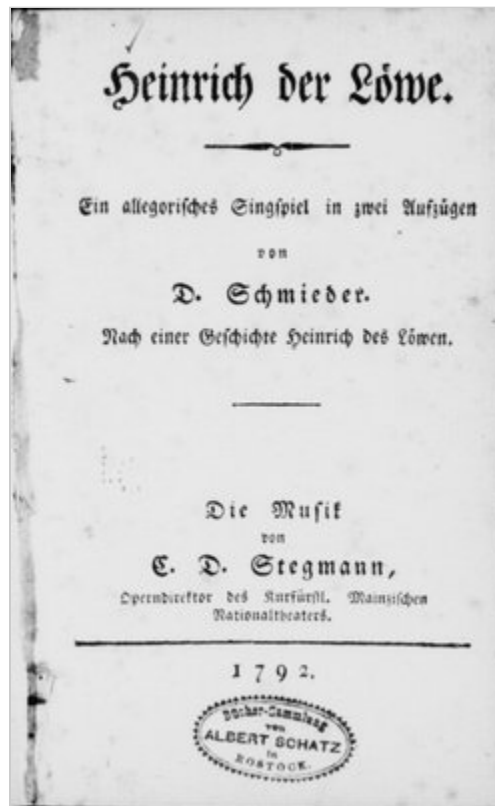 Heinrich der Löwe.
Ein allegorisches Singspiel in zwei Aufzügen
von
D. Schmieder.
Nach einer Geschichte Heinrich des Löwen.
Die Musik
von
C. D. Stegmann,
Operndirektor des Kurfürstl. Mainzischen
Nationaltheaters.
1792.
Bücher-Sammlung
von
ALBERT SCHATZ
in
ROSTOCK.